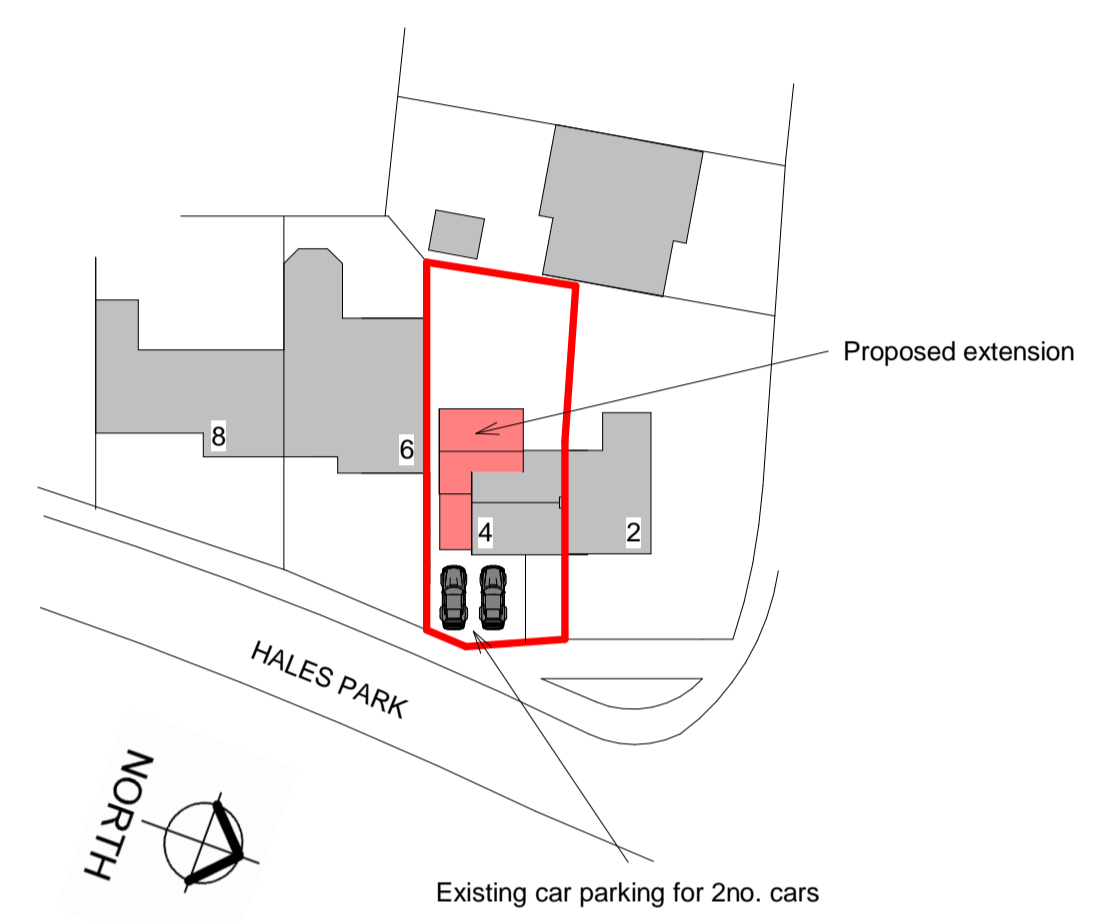 Proposed extension
8
6
4
2
HALES PARK
NORTH
Existing car parking for 2no. cars